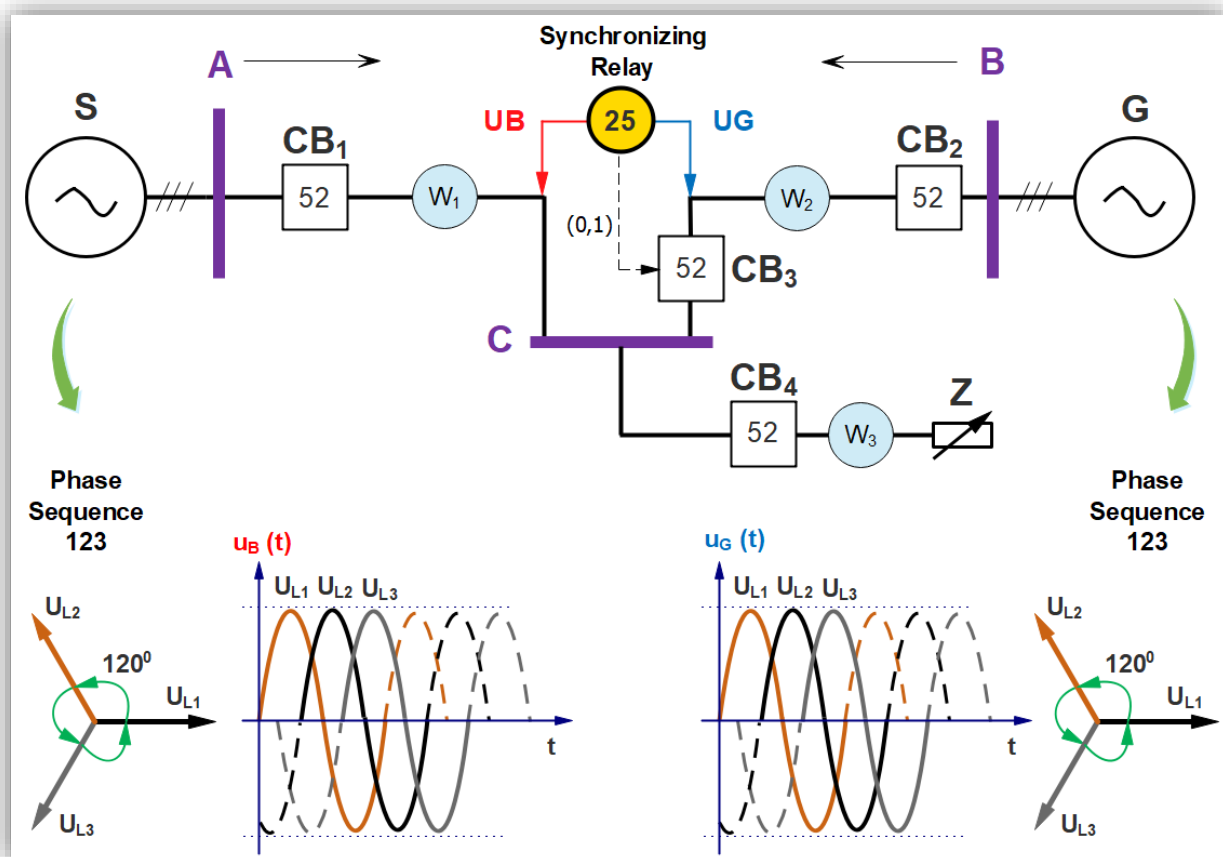 Synchronizing
Relay
A
B
S
G
UB
25
UG
CB1
CB2
52
W1
W2
52
(0,1)
52
CB3
C
CB4
Z
52
W3
Phase
Sequence
123
Phase
Sequence
123
uB (t)
uG (t)
UL1 UL2 UL3
UL1 UL2 UL3
UL2
120⁰
UL1
UL3
t
t
UL2
120⁰
UL1
UL3